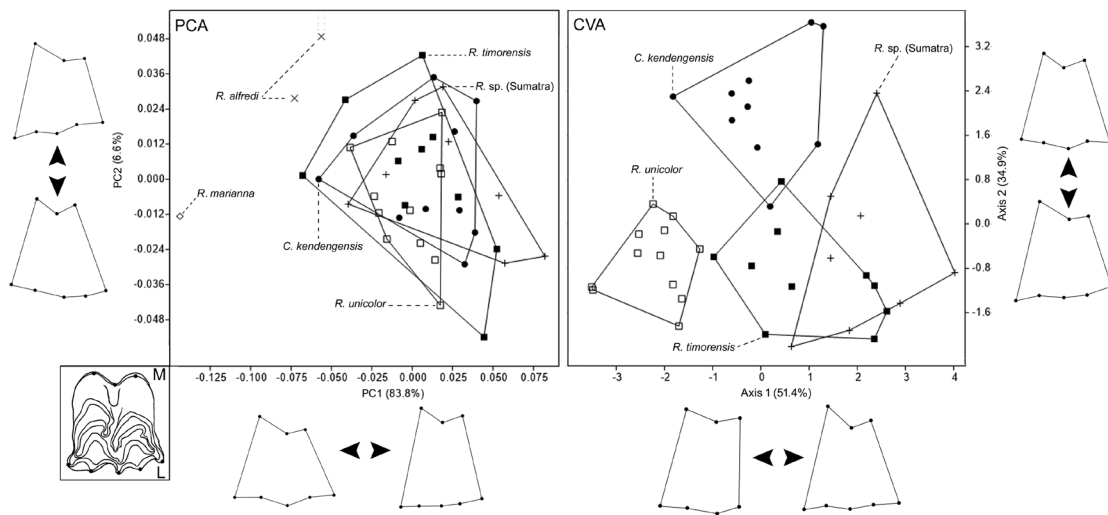 PCA
R. timorensis
R. sp. (Sumatra)
R. alfredi
R. marianna
C. kendengensis
R. unicolor
0.048
0.036
0.024
0.012
0.000
-0.012
-0.024
-0.036
-0.048
PC2 (6.6%)
-0.125
-0.100
-0.075
-0.050
-0.025
0.000
0.025
0.050
0.075
PC1 (83.8%)
CVA
C. kendengensis
R. sp. (Sumatra)
R. unicolor
R. timorensis
3.2
2.4
1.6
0.8
0.0
-0.8
-1.6
Axis 2 (34.9%)
-3
-2
-1
0
1
2
3
4
Axis 1 (51.4%)
M
L